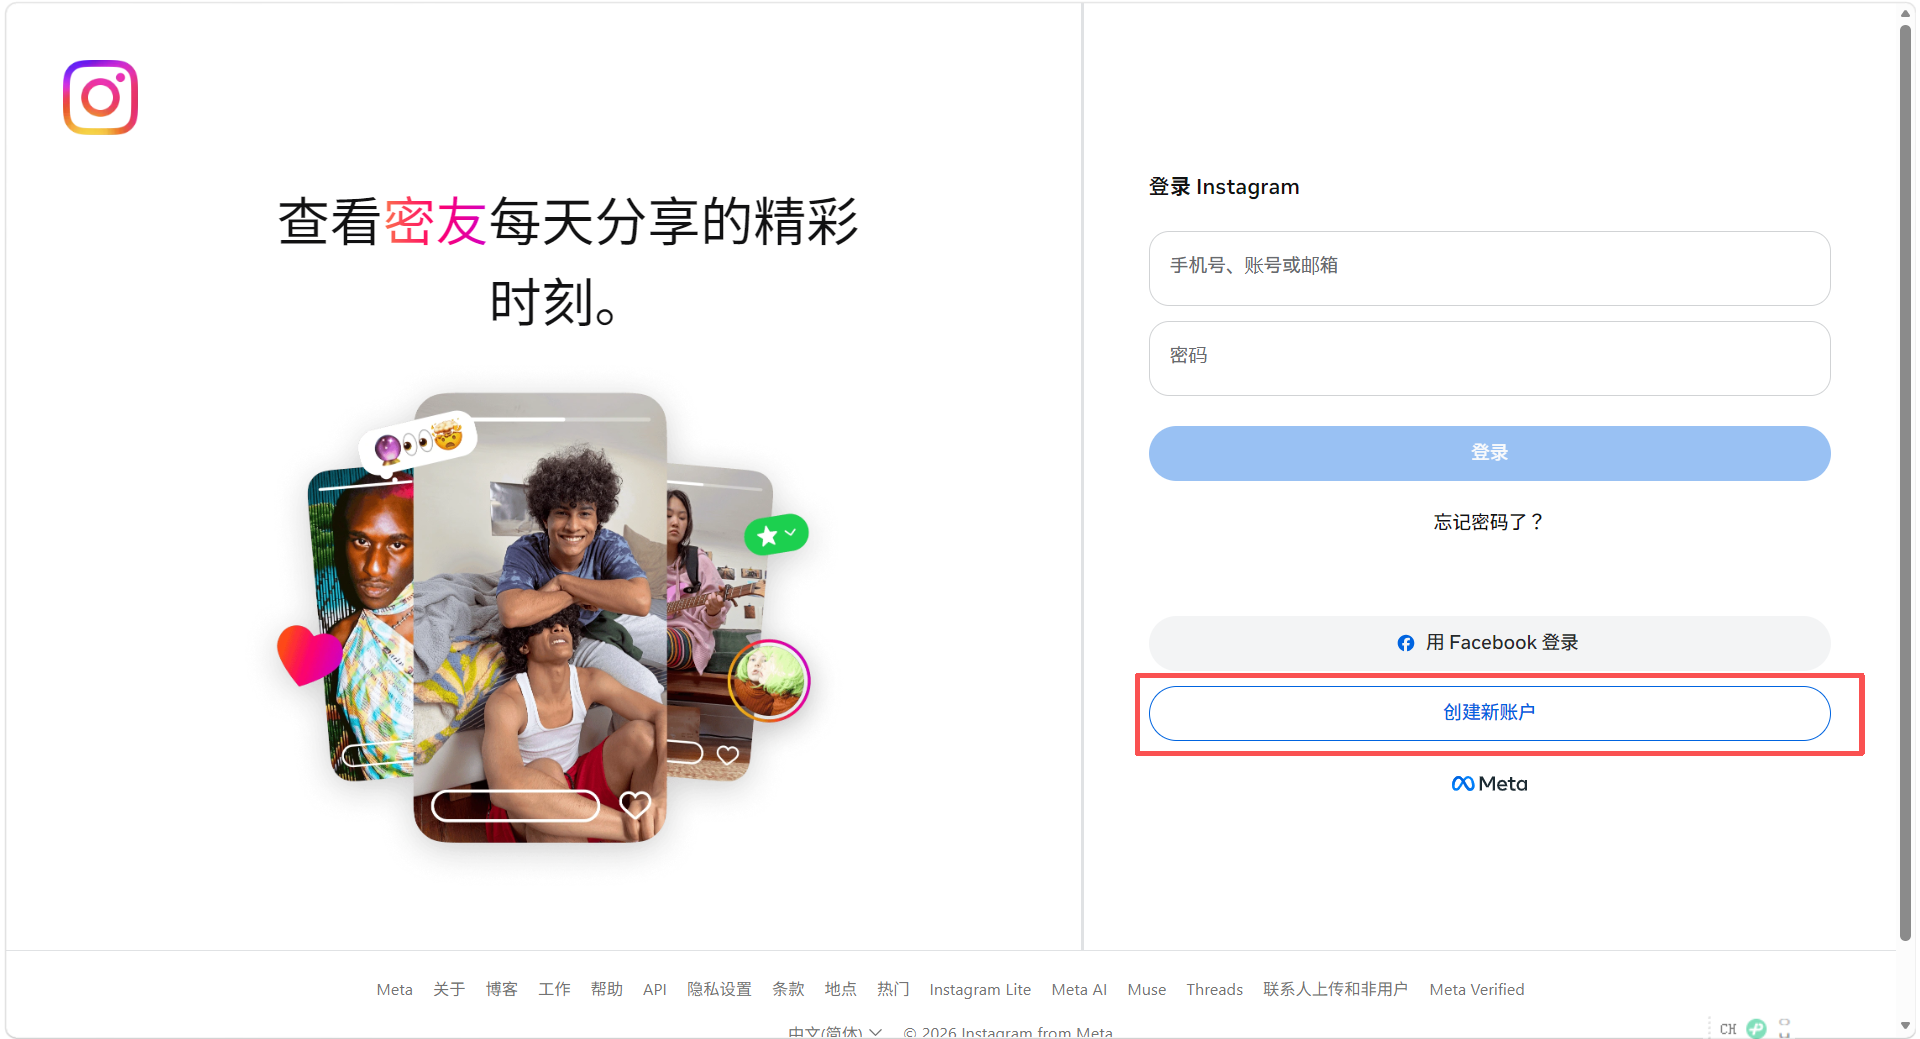 查看密友每天分享的精彩
时刻。
登录 Instagram
手机号、账号或邮箱
密码
登录
忘记密码了？
用 Facebook 登录
创建新账户
Meta
Meta 关于 博客 工作 帮助 API 隐私设置 条款 地点 热门 Instagram Lite Meta AI Muse Threads 联系人上传和非用户 Meta Verified
中文(简体) © 2026 Instagram from Meta
CH